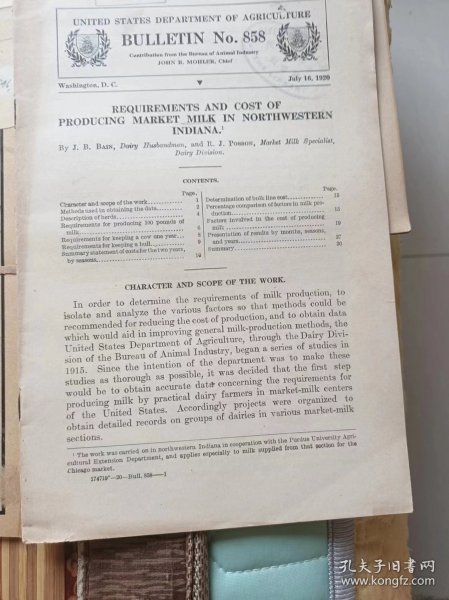 UNITED STATES DEPARTMENT OF AGRICULTURE
BULLETIN No. 858
Contribution from the Bureau of Animal Industry
JOHN R. MOHLER, Chief
Washington, D. C.
July 16, 1920
REQUIREMENTS AND COST OF
PRODUCING MARKET MILK IN NORTHWESTERN
INDIANA.¹
By J. B. BAIN, Dairy Husbandman, and R. J. POSSON, Market Milk Specialist,
Dairy Division.
CONTENTS.
Page.
Character and scope of the work
Methods used in obtaining the data 2
Description of herds 4
Requirements for producing 100 pounds of
milk 6
Requirements for keeping a cow one year 8
Requirements for keeping a bull 9
Summary statement of costs for the two years,
by seasons 10
Page.
Determination of bulk line cost
Percentage comparison of factors in milk pro-
duction 15
Factors involved in the cost of producing
milk 19
Presentation of results by months, seasons,
and years 27
Summary 30
CHARACTER AND SCOPE OF THE WORK.
In order to determine the requirements of milk production, to
isolate and analyze the various factors so that methods could be
recommended for reducing the cost of production, and to obtain data
which would aid in improving general milk-production methods, the
United States Department of Agriculture, through the Dairy Divi-
sion of the Bureau of Animal Industry, began a series of studies in
1915. Since the intention of the department was to make these
studies as thorough as possible, it was decided that the first step
would be to obtain accurate data concerning the requirements for
producing milk by practical dairy farmers in market-milk centers
of the United States. Accordingly projects were organized to
obtain detailed records on groups of dairies in various market-milk
sections.
¹ The work was carried on in northwestern Indiana in cooperation with the Purdue University Agri-
cultural Extension Department, and applies especially to milk supplied from this section for the
Chicago market.
174719°—20—Bull. 858——1
孔夫子旧书网
www.kongfz.com